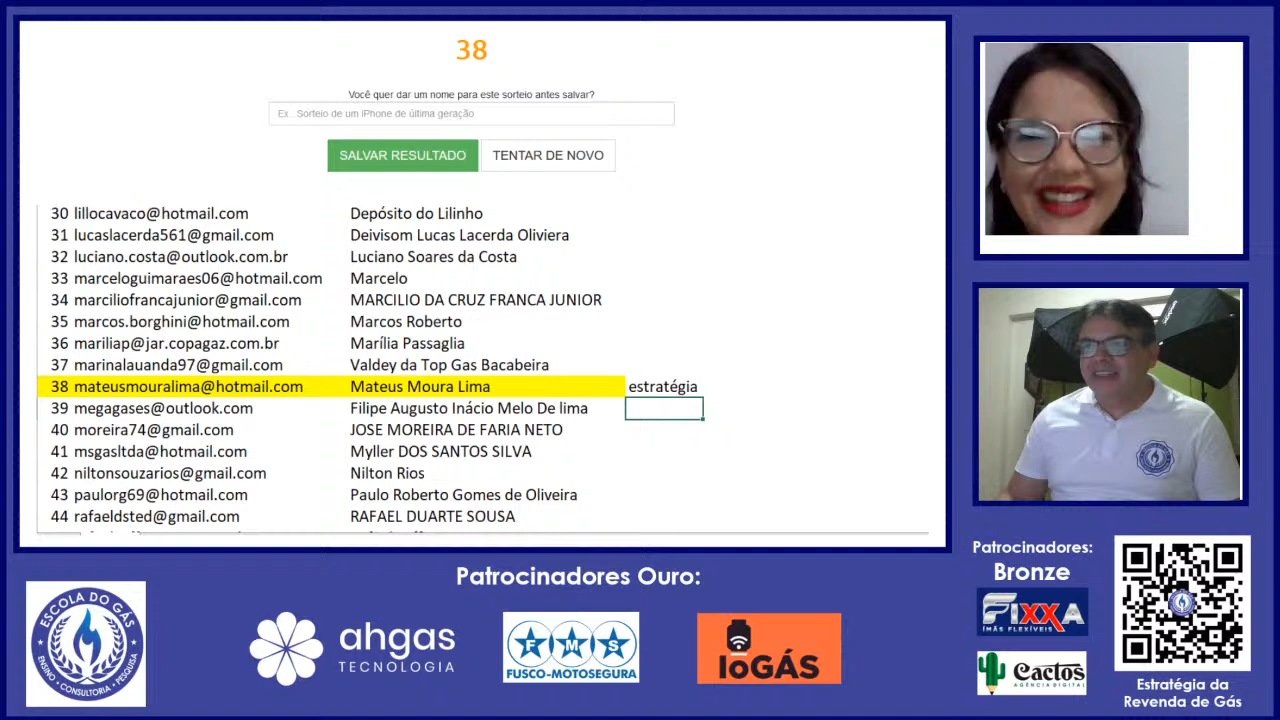 38
Você quer dar um nome para este sorteio antes salvar?
Ex.. Sorteio de um iPhone de última geração
SALVAR RESULTADO
TENTAR DE NOVO
30 lillocavaco@hotmail.com Depósito do Lilinho
31 lucaslacerda561@gmail.com Deivisom Lucas Lacerda Oliviera
32 luciano.costa@outlook.com.br Luciano Soares da Costa
33 marceloguimaraes06@hotmail.com Marcelo
34 marciliofrancajunior@gmail.com MARCILIO DA CRUZ FRANCA JUNIOR
35 marcos.borghini@hotmail.com Marcos Roberto
36 mariliap@jar.copagaz.com.br Marília Passaglia
37 marinalauanda97@gmail.com Valdey da Top Gas Bacabeira
38 mateusmouralima@hotmail.com Mateus Moura Lima estratégia
39 megagases@outlook.com Filipe Augusto Inácio Melo De lima
40 moreira74@gmail.com JOSE MOREIRA DE FARIA NETO
41 msgasltda@hotmail.com Myller DOS SANTOS SILVA
42 niltonsouzarios@gmail.com Nilton Rios
43 paulorg69@hotmail.com Paulo Roberto Gomes de Oliveira
44 rafaeldsted@gmail.com RAFAEL DUARTE SOUSA
Patrocinadores Ouro:
ESCOLA DO GÁS
ENSINO • CONSULTORIA • PESQUISA
ahgas
TECNOLOGIA
FMS
FUSCO-MOTOSEGURA
IoGÁS
Patrocinadores:
Bronze
FIXXA
IMÃS FLEXÍVEIS
Cactos
AGÊNCIA DIGITAL
Estratégia da
Revenda de Gás